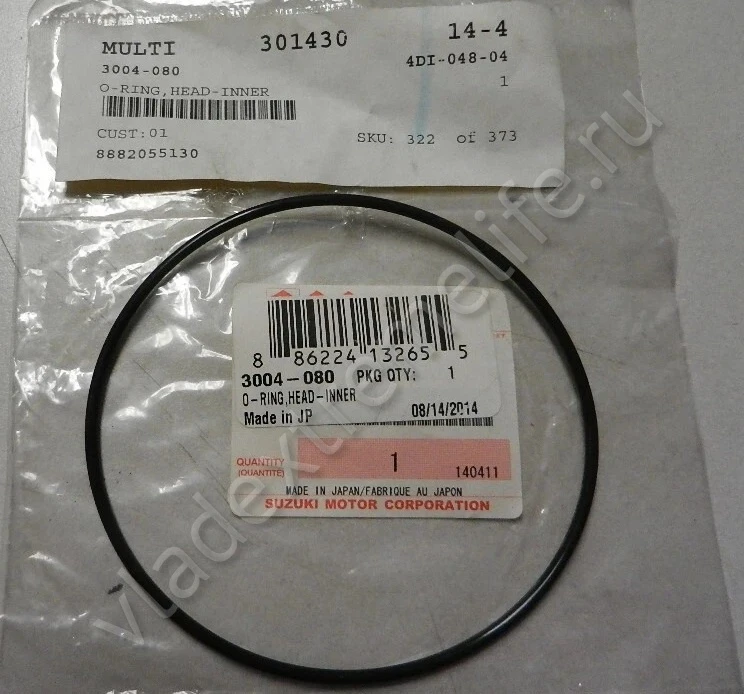 MULTI 301430 14-4
3004-080 4DI-048-04
O-RING,HEAD-INNER 1
CUST:01 SKU: 322 of 373
8882055130
8 86224 13265 5
3004-080 PKG QTY: 1
O-RING,HEAD-INNER
Made in JP 08/14/2014
QUANTITY 1 140411
(QUANTITE)
MADE IN JAPAN/FABRIQUE AU JAPON
SUZUKI MOTOR CORPORATION
vladextremelife.ru